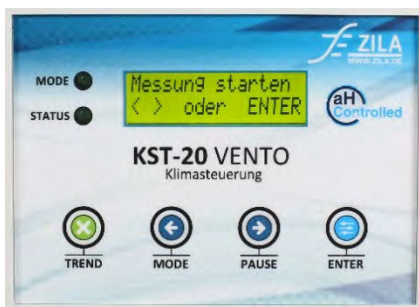 ZILA
WWW.ZILA.DE
MODE
STATUS
Messung starten
< > oder ENTER
aH
Controlled
KST-20 VENTO
Klimasteuerung
TREND
MODE
PAUSE
ENTER